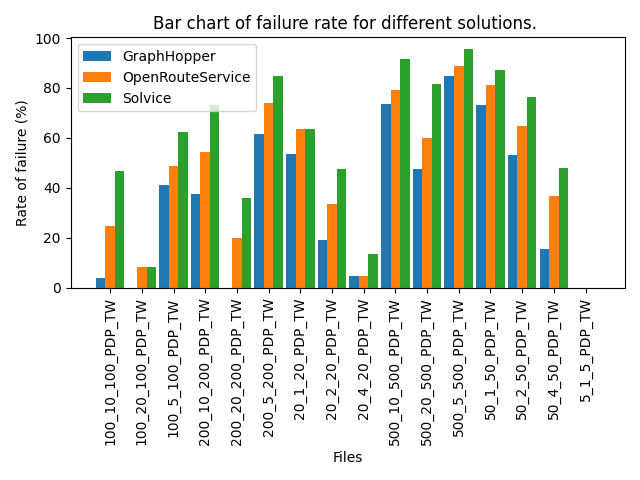 Bar chart of failure rate for different solutions.
GraphHopper
OpenRouteService
Solvice
Rate of failure (%)
100
80
60
40
20
0
100_10_100_PDP_TW
100_20_100_PDP_TW
100_5_100_PDP_TW
200_10_200_PDP_TW
200_20_200_PDP_TW
200_5_200_PDP_TW
20_1_20_PDP_TW
20_2_20_PDP_TW
20_4_20_PDP_TW
500_10_500_PDP_TW
500_20_500_PDP_TW
500_5_500_PDP_TW
50_1_50_PDP_TW
50_2_50_PDP_TW
50_4_50_PDP_TW
5_1_5_PDP_TW
Files